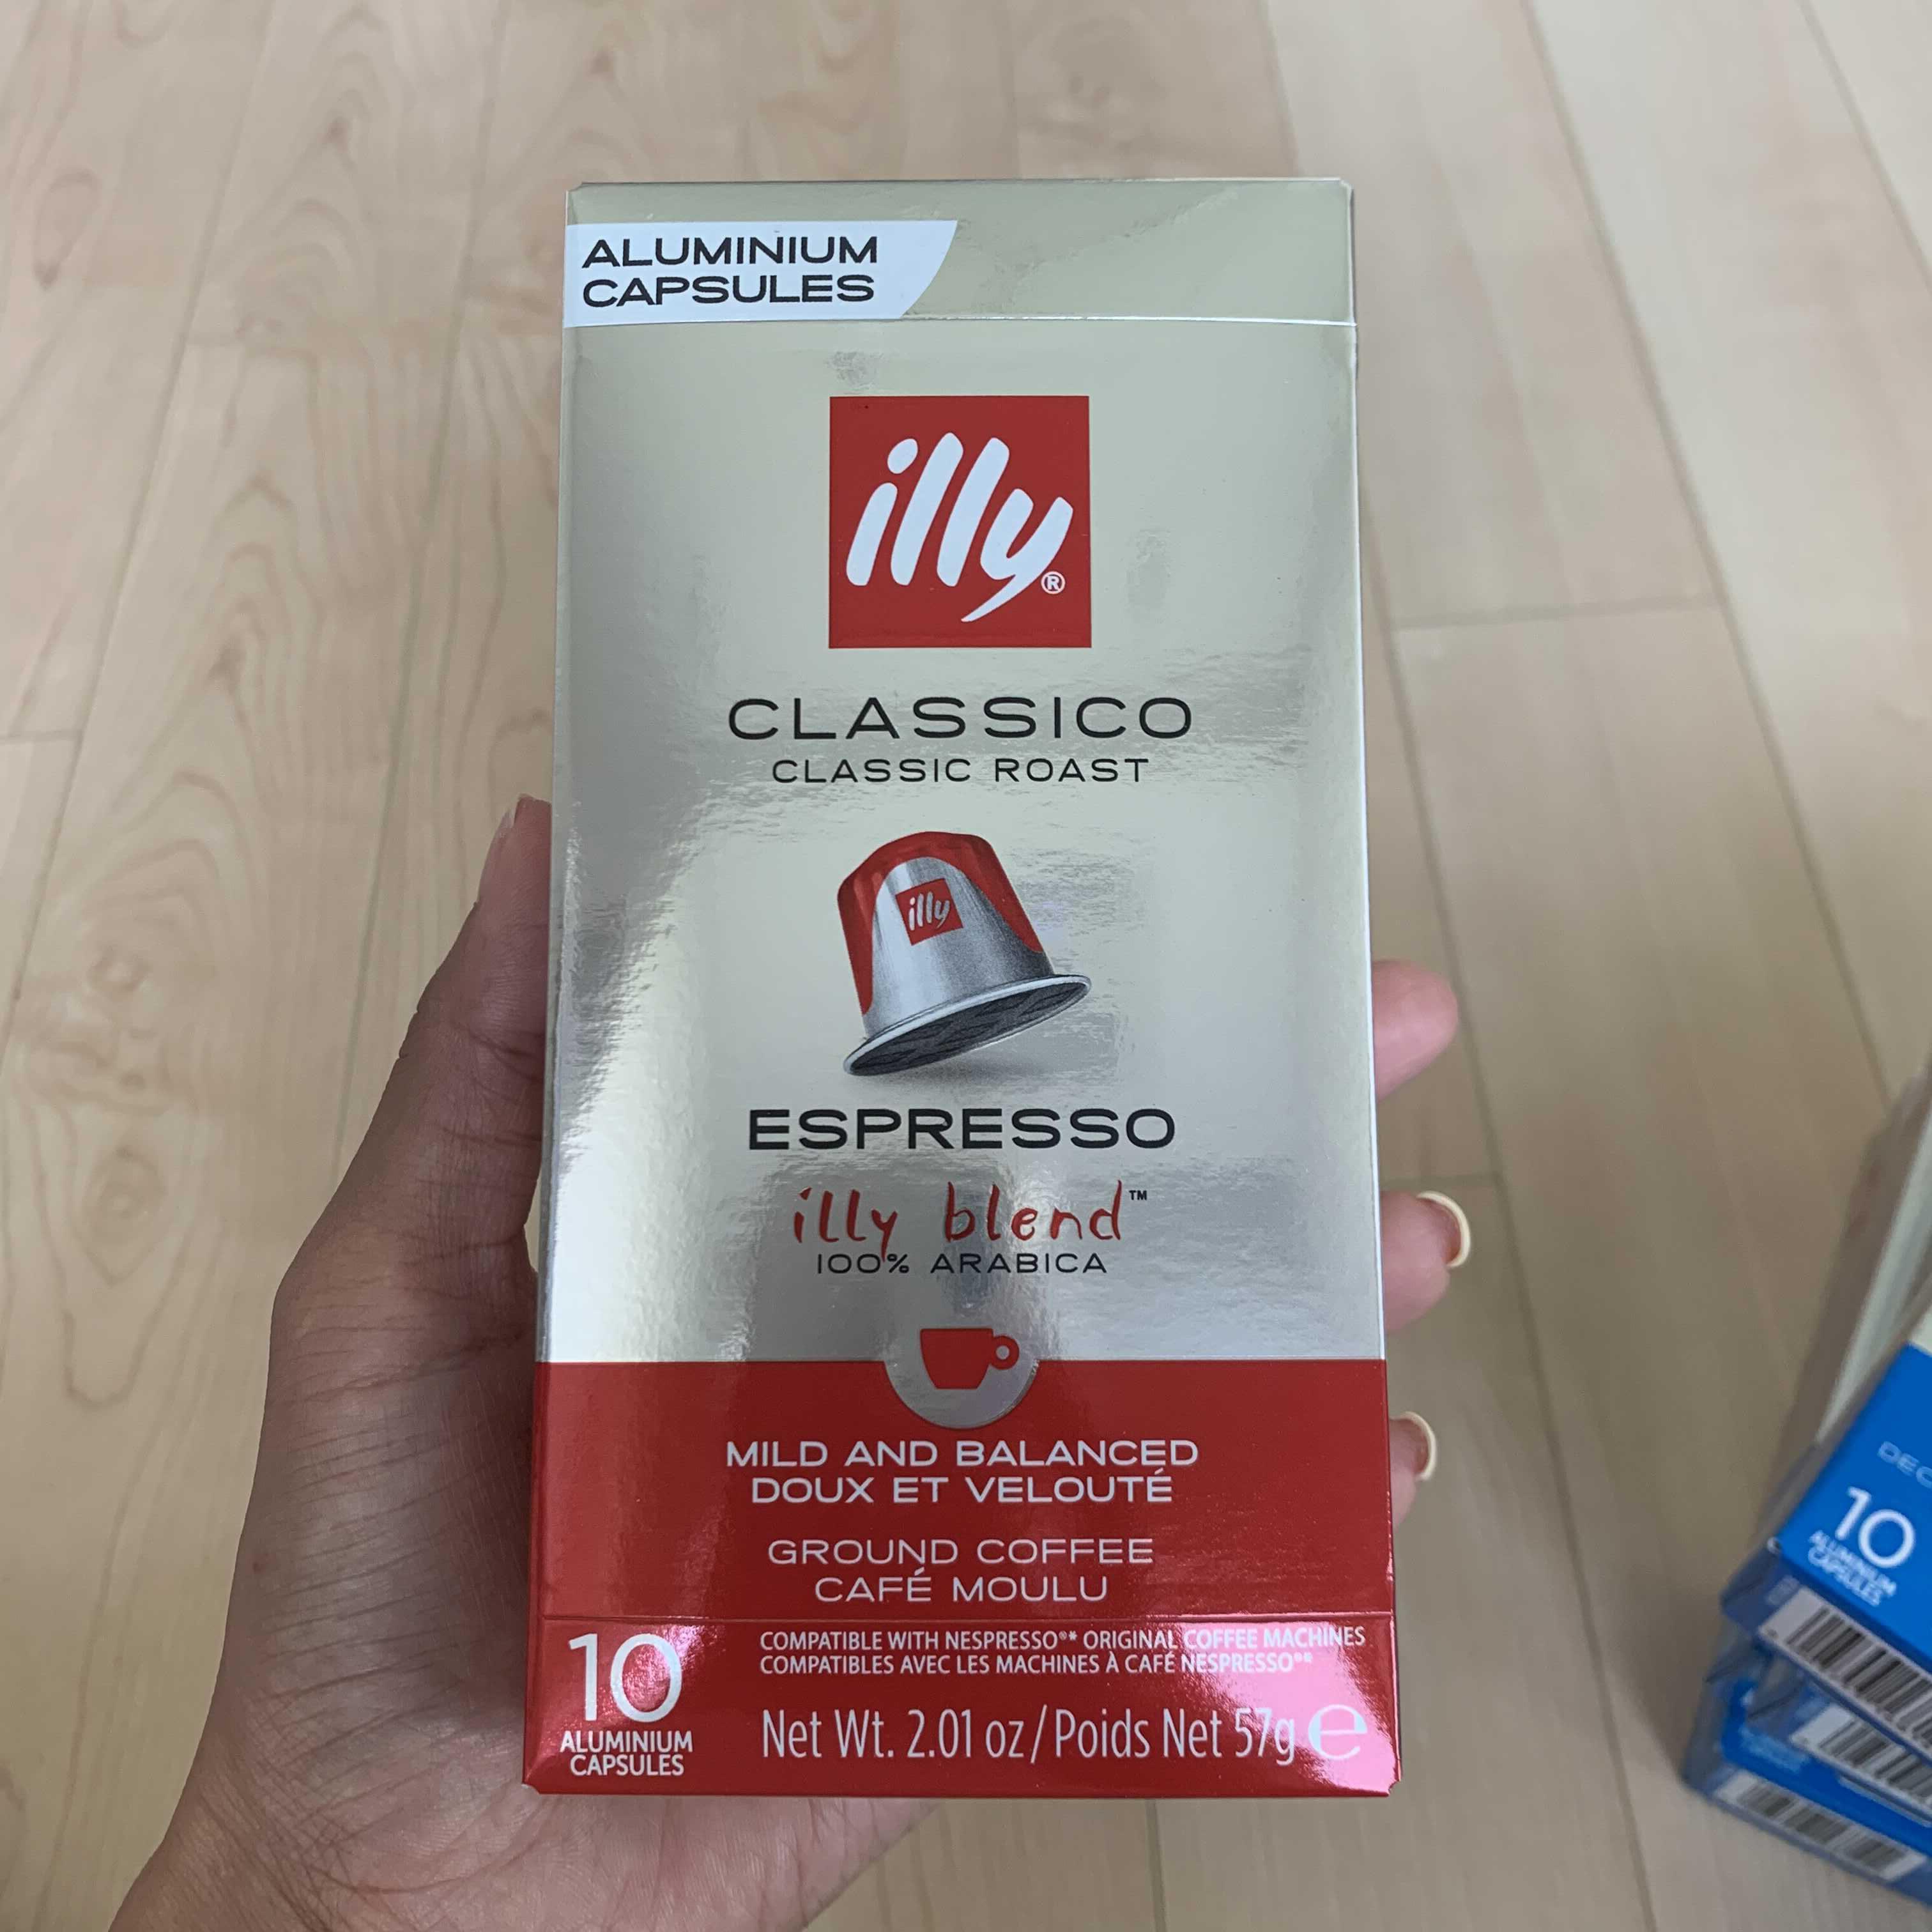 ALUMINIUM
CAPSULES
illy®
CLASSICO
CLASSIC ROAST
illy
ESPRESSO
illy blend™
100% ARABICA
MILD AND BALANCED
DOUX ET VELOUTÉ
GROUND COFFEE
CAFÉ MOULU
10
ALUMINIUM
CAPSULES
COMPATIBLE WITH NESPRESSO®* ORIGINAL COFFEE MACHINES
COMPATIBLES AVEC LES MACHINES À CAFÉ NESPRESSO®*
Net Wt. 2.01 oz/Poids Net 57g ℮
10
ALUMINIUM
CAPSULES